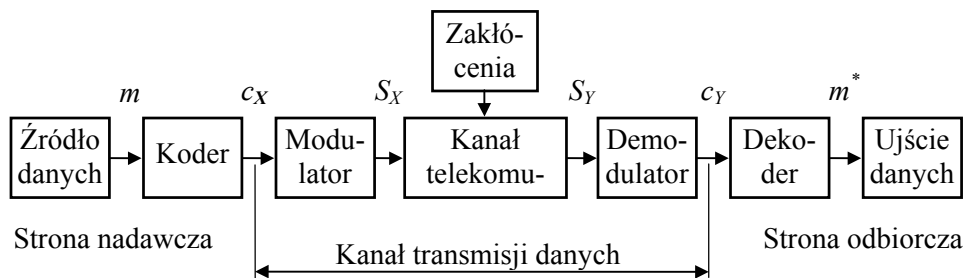 Zakłó-
cenia
m
c_X
S_X
S_Y
c_Y
m*
Źródło
danych
Koder
Modu-
lator
Kanał
telekomu-
Demo-
dulator
Deko-
der
Ujście
danych
Strona nadawcza
Strona odbiorcza
Kanał transmisji danych